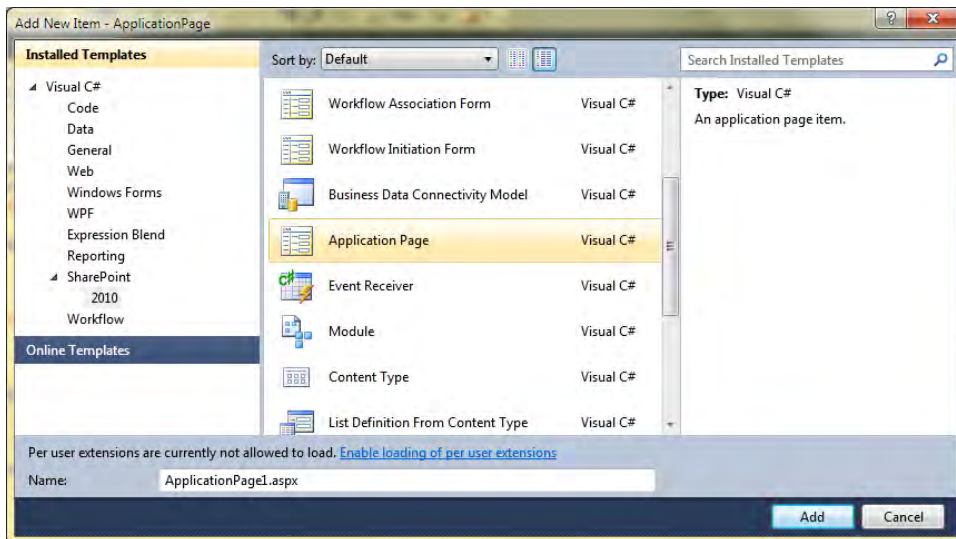 Add New Item - ApplicationPage
Installed Templates
Visual C#
Code
Data
General
Web
Windows Forms
WPF
Expression Blend
Reporting
SharePoint
2010
Workflow
Online Templates
Sort by: Default
Workflow Association Form Visual C#
Workflow Initiation Form Visual C#
Business Data Connectivity Model Visual C#
Application Page Visual C#
Event Receiver Visual C#
Module Visual C#
Content Type Visual C#
List Definition From Content Type Visual C#
Search Installed Templates
Type: Visual C#
An application page item.
Per user extensions are currently not allowed to load. Enable loading of per user extensions
Name: ApplicationPage1.aspx
Add Cancel